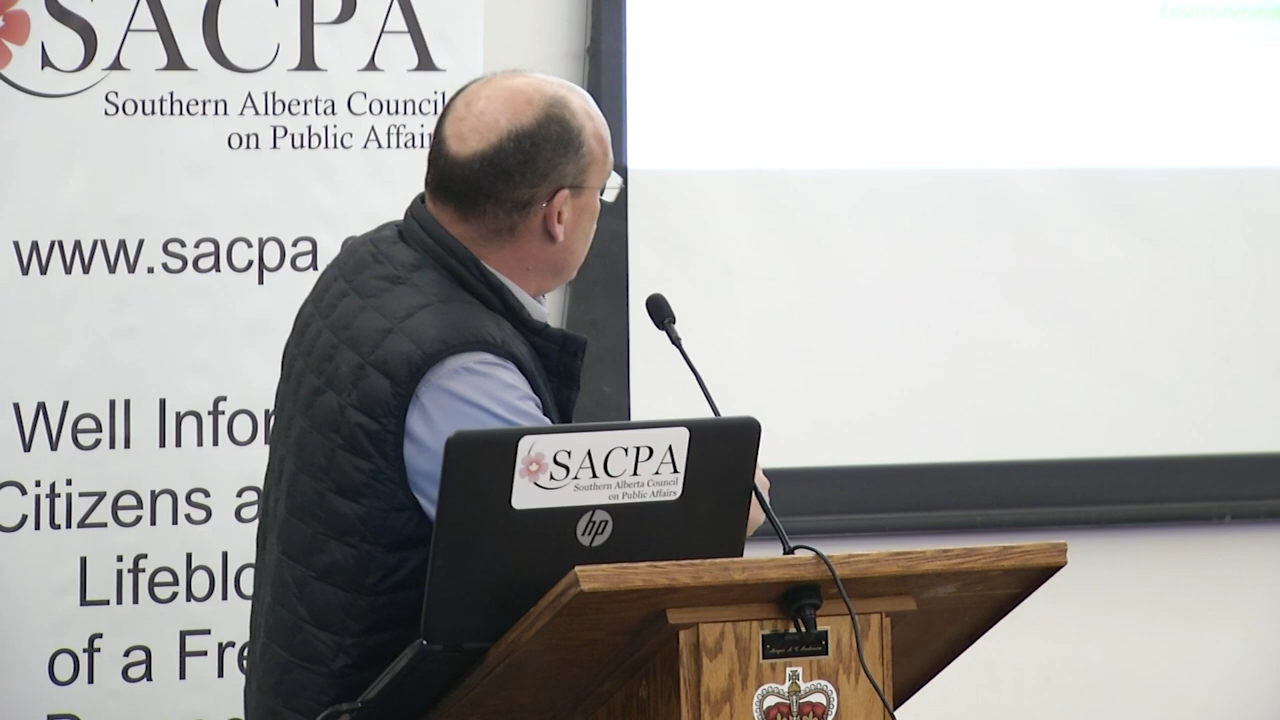 SACPA
Southern Alberta Council
on Public Affair
www.sacpa
Well Infor
Citizens a
Lifeblo
of a Fre
Environment
SACPA
Southern Alberta Council
on Public Affairs
hp